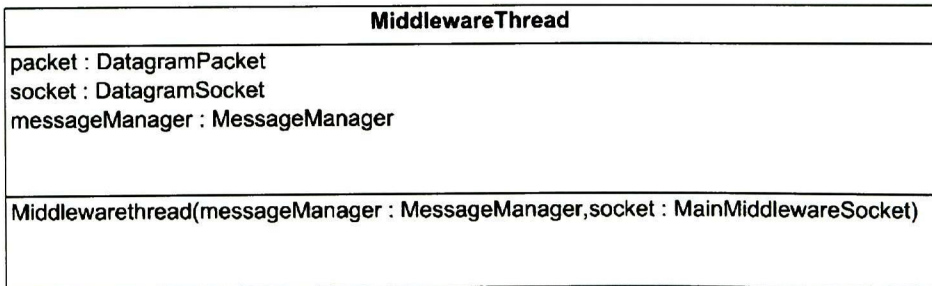 MiddlewareThread
packet : DatagramPacket
socket : DatagramSocket
messageManager : MessageManager
Middlewarethread(messageManager : MessageManager,socket : MainMiddlewareSocket)